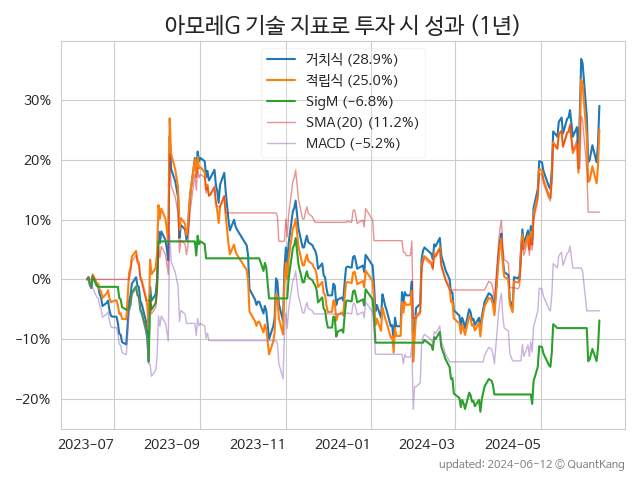 아모레G 기술 지표로 투자 시 성과 (1년)
거치식 (28.9%)
적립식 (25.0%)
SigM (−6.8%)
SMA(20) (11.2%)
MACD (−5.2%)
30%
20%
10%
0%
−10%
−20%
2023−07 2023−09 2023−11 2024−01 2024−03 2024−05
updated: 2024-06-12 © QuantKang